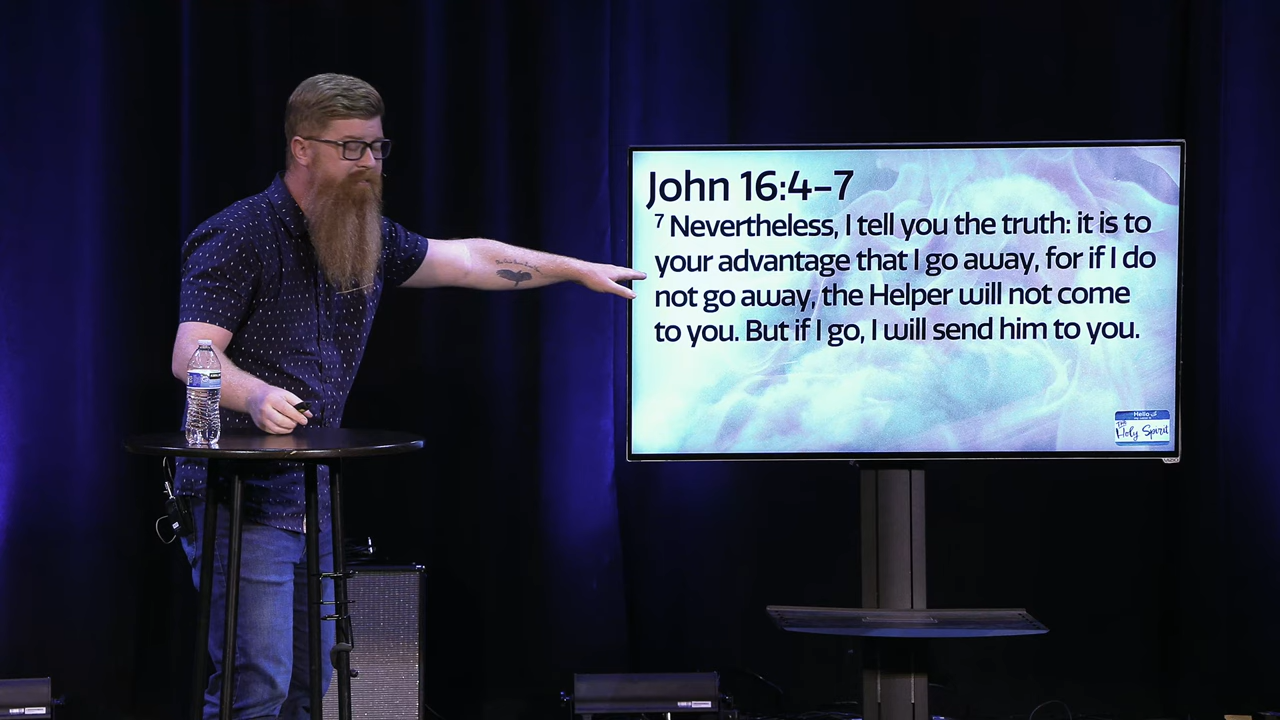 John 16:4–7
7 Nevertheless, I tell you the truth: it is to
your advantage that I go away, for if I do
not go away, the Helper will not come
to you. But if I go, I will send him to you.
Hello
The
Holy Spirit